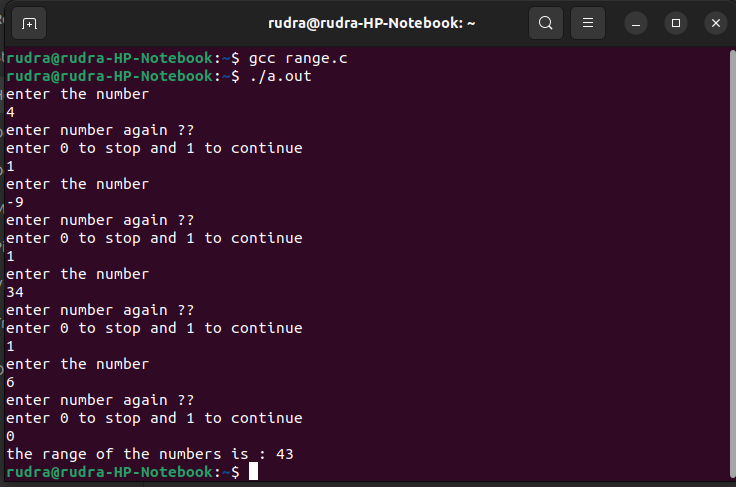 rudra@rudra-HP-Notebook: ~
rudra@rudra-HP-Notebook:~$ gcc range.c
rudra@rudra-HP-Notebook:~$ ./a.out
enter the number
4
enter number again ??
enter 0 to stop and 1 to continue
1
enter the number
-9
enter number again ??
enter 0 to stop and 1 to continue
1
enter the number
34
enter number again ??
enter 0 to stop and 1 to continue
1
enter the number
6
enter number again ??
enter 0 to stop and 1 to continue
0
the range of the numbers is : 43
rudra@rudra-HP-Notebook:~$